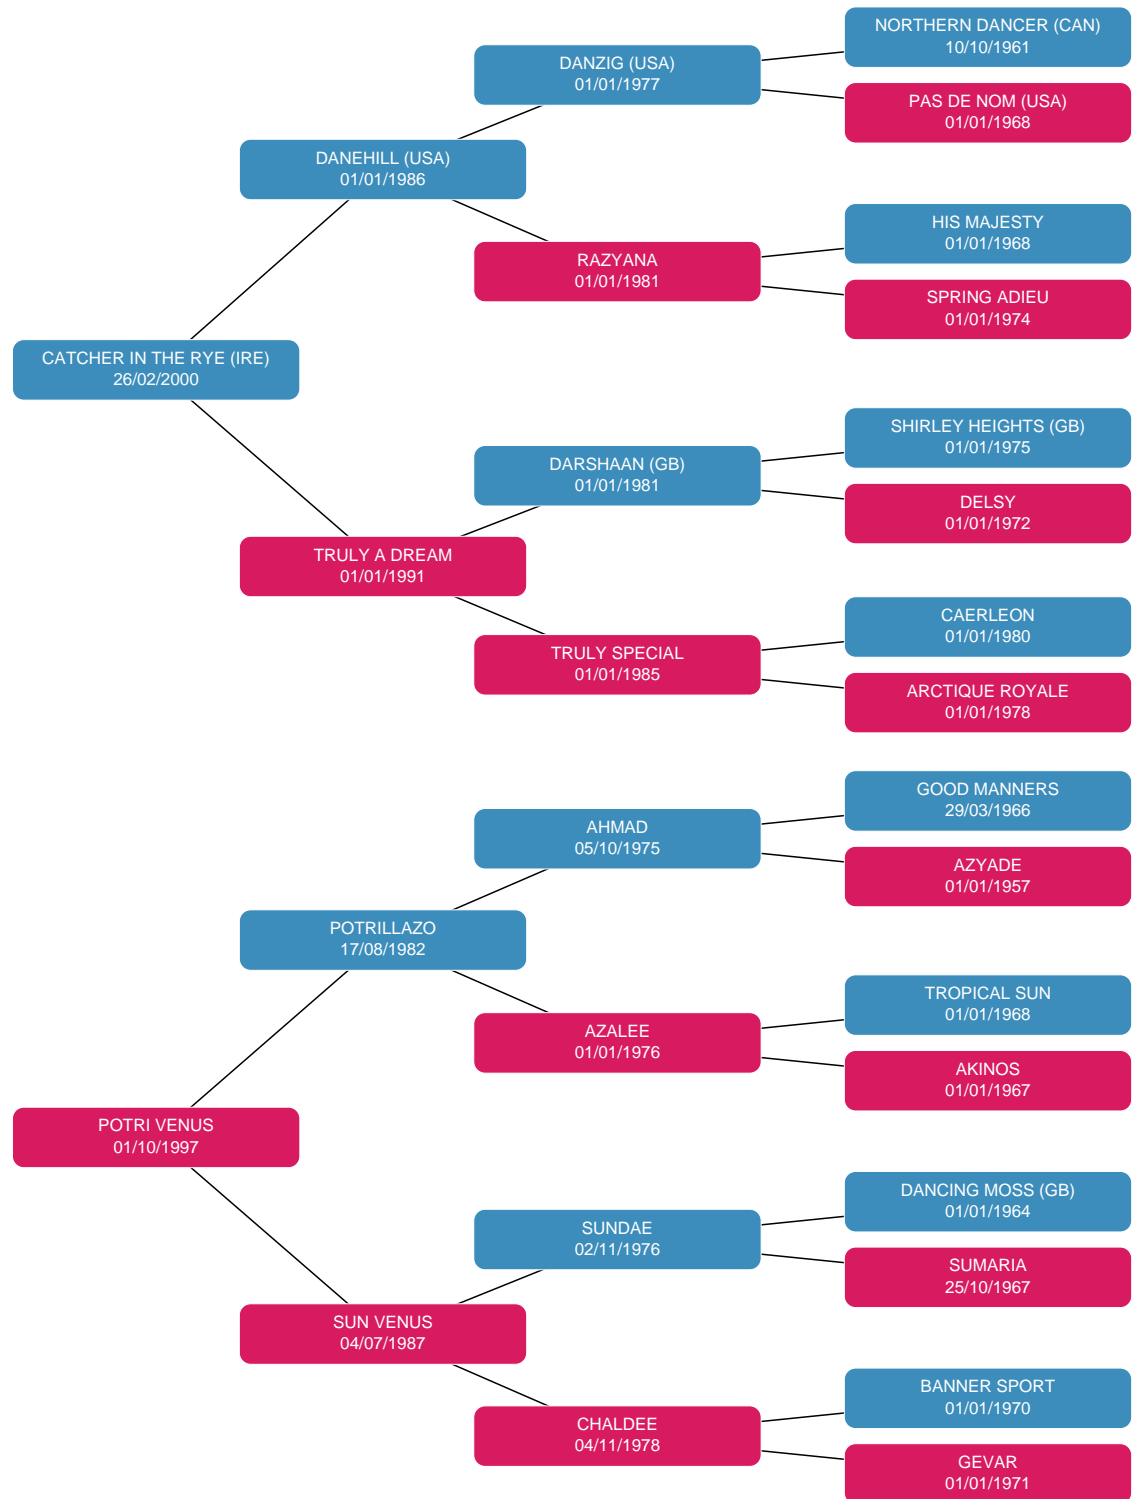 NORTHERN DANCER (CAN)
10/10/1961
DANZIG (USA)
01/01/1977
PAS DE NOM (USA)
01/01/1968
DANEHILL (USA)
01/01/1986
HIS MAJESTY
01/01/1968
RAZYANA
01/01/1981
SPRING ADIEU
01/01/1974
CATCHER IN THE RYE (IRE)
26/02/2000
SHIRLEY HEIGHTS (GB)
01/01/1975
DARSHAAN (GB)
01/01/1981
DELSY
01/01/1972
TRULY A DREAM
01/01/1991
CAERLEON
01/01/1980
TRULY SPECIAL
01/01/1985
ARCTIQUE ROYALE
01/01/1978
GOOD MANNERS
29/03/1966
AHMAD
05/10/1975
AZYADE
01/01/1957
POTRILLAZO
17/08/1982
TROPICAL SUN
01/01/1968
AZALEE
01/01/1976
AKINOS
01/01/1967
POTRI VENUS
01/10/1997
DANCING MOSS (GB)
01/01/1964
SUNDAE
02/11/1976
SUMARIA
25/10/1967
SUN VENUS
04/07/1987
BANNER SPORT
01/01/1970
CHALDEE
04/11/1978
GEVAR
01/01/1971